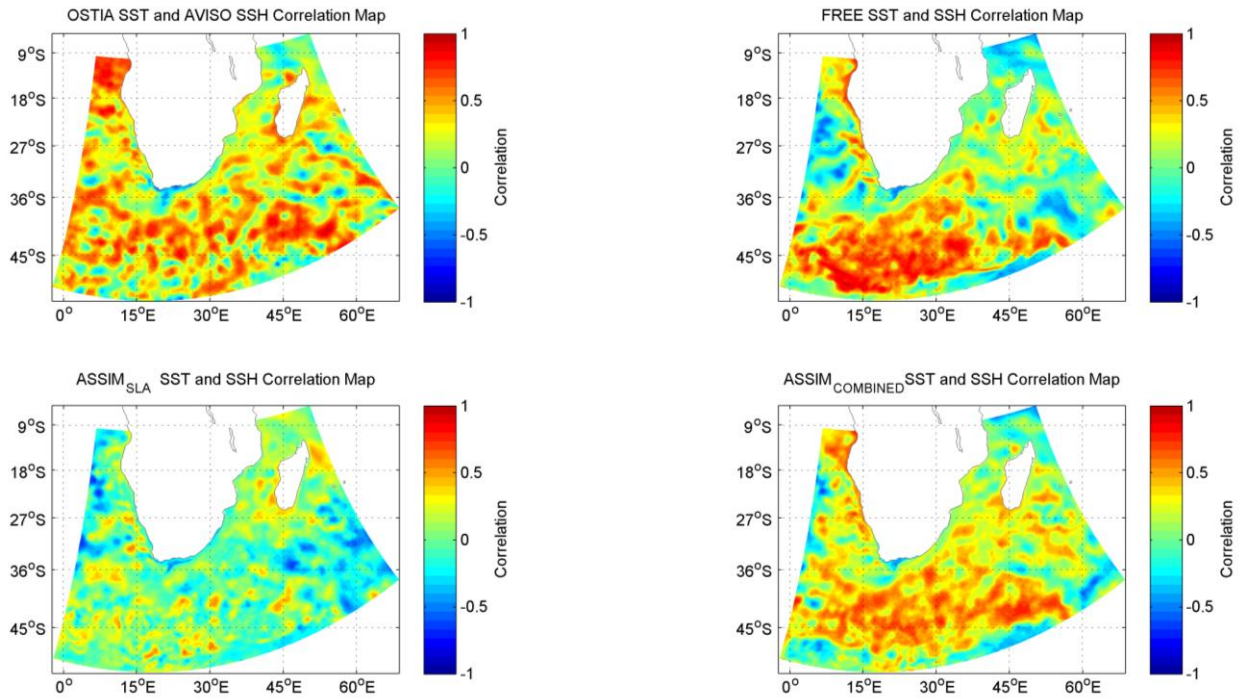 OSTIA SST and AVISO SSH Correlation Map
9°S
18°S
27°S
36°S
45°S
0°
15°E
30°E
45°E
60°E
1
0.5
0
-0.5
-1
Correlation
FREE SST and SSH Correlation Map
9°S
18°S
27°S
36°S
45°S
0°
15°E
30°E
45°E
60°E
1
0.5
0
-0.5
-1
Correlation
ASSIM_SLA SST and SSH Correlation Map
9°S
18°S
27°S
36°S
45°S
0°
15°E
30°E
45°E
60°E
1
0.5
0
-0.5
-1
Correlation
ASSIM_COMBINED SST and SSH Correlation Map
9°S
18°S
27°S
36°S
45°S
0°
15°E
30°E
45°E
60°E
1
0.5
0
-0.5
-1
Correlation